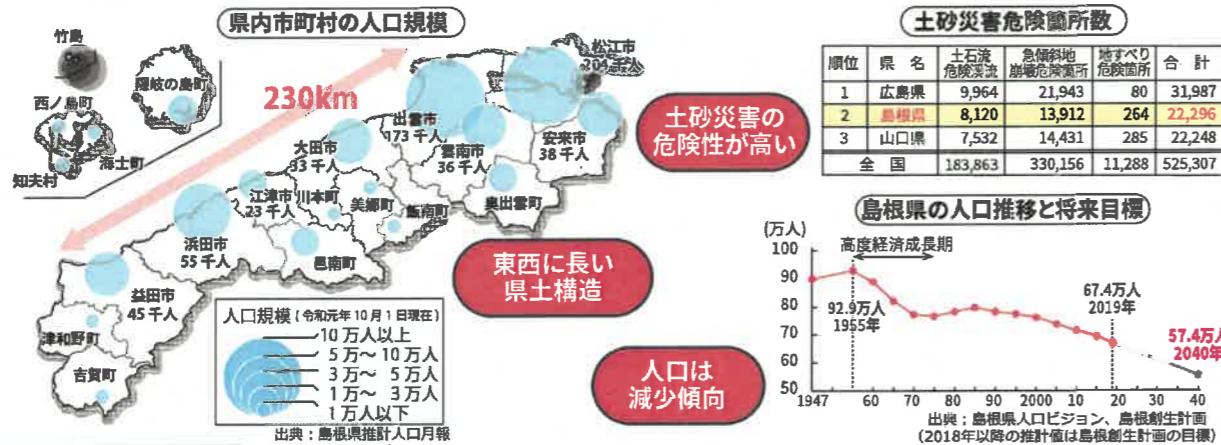 県内市町村の人口規模
竹島
隠岐の島町
西ノ島町
海士町
知夫村
230km
松江市
204千人
出雲市
173千人
安来市
38千人
雲南市
36千人
大田市
33千人
奥出雲町
江津市
23千人
川本町
美郷町
飯南町
浜田市
55千人
邑南町
益田市
45千人
津和野町
吉賀町
人口規模(令和元年10月1日現在)
10万人以上
5万〜10万人
3万〜5万人
1万〜3万人
1万人以下
出典:島根県推計人口月報
土砂災害の
危険性が高い
東西に長い
県土構造
人口は
減少傾向
土砂災害危険箇所数
順位 県名 土石流危険渓流 急傾斜地崩壊危険箇所 地すべり危険箇所 合計
1 広島県 9,964 21,943 80 31,987
2 島根県 8,120 13,912 264 22,296
3 山口県 7,532 14,431 285 22,248
全国 183,863 330,156 11,288 525,307
島根県の人口推移と将来目標
(万人)
高度経済成長期
100
90
80
70
60
50
92.9万人
1955年
67.4万人
2019年
57.4万人
2040年
1947 60 70 80 90 2000 10 20 30 40
出典;島根県人口ビジョン、島根創生計画
(2018年以降の推計値は島根創生計画の目標)